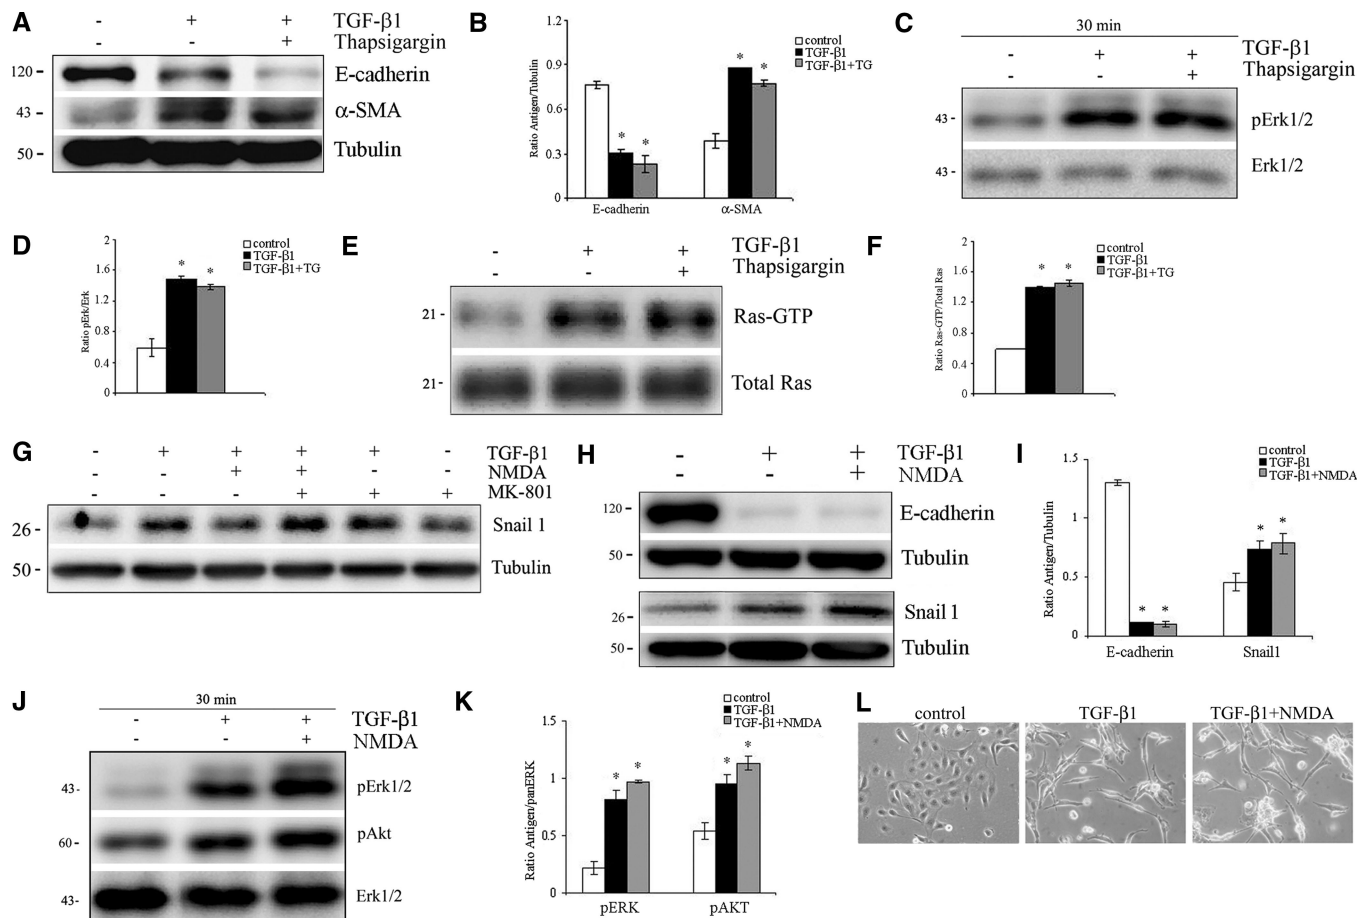 A
- + + TGF-β1
- - + Thapsigargin
120 - E-cadherin
43 - α-SMA
50 - Tubulin
B
control
TGF-β1
TGF-β1+TG
Ratio Antigen/Tubulin
1.2
0.9
0.6
0.3
0
* * * *
E-cadherin α-SMA
C
30 min
- + + TGF-β1
- - + Thapsigargin
43 - pErk1/2
43 - Erk1/2
D
control
TGF-β1
TGF-β1+TG
Ratio pErk/Erk
2
1.6
1.2
0.8
0.4
0
* *
E
- + + TGF-β1
- - + Thapsigargin
21 - Ras-GTP
21 - Total Ras
F
control
TGF-β1
TGF-β1+TG
Ratio Ras-GTP/Total Ras
2
1.6
1.2
0.8
0.4
0
* *
G
- + + + + - TGF-β1
- - + + - - NMDA
- - - + + + MK-801
26 - Snail 1
50 - Tubulin
H
- + + TGF-β1
- - + NMDA
120 - E-cadherin
50 - Tubulin
26 - Snail 1
50 - Tubulin
I
control
TGF-β1
TGF-β1+NMDA
Ratio Antigen/Tubulin
1.5
1
0.5
0
* * * *
E-cadherin Snail1
J
30 min
- + + TGF-β1
- - + NMDA
43 - pErk1/2
60 - pAkt
43 - Erk1/2
K
control
TGF-β1
TGF-β1+NMDA
Ratio Antigen/panERK
1.5
1
0.5
0
* * * *
pERK pAKT
L
control TGF-β1 TGF-β1+NMDA